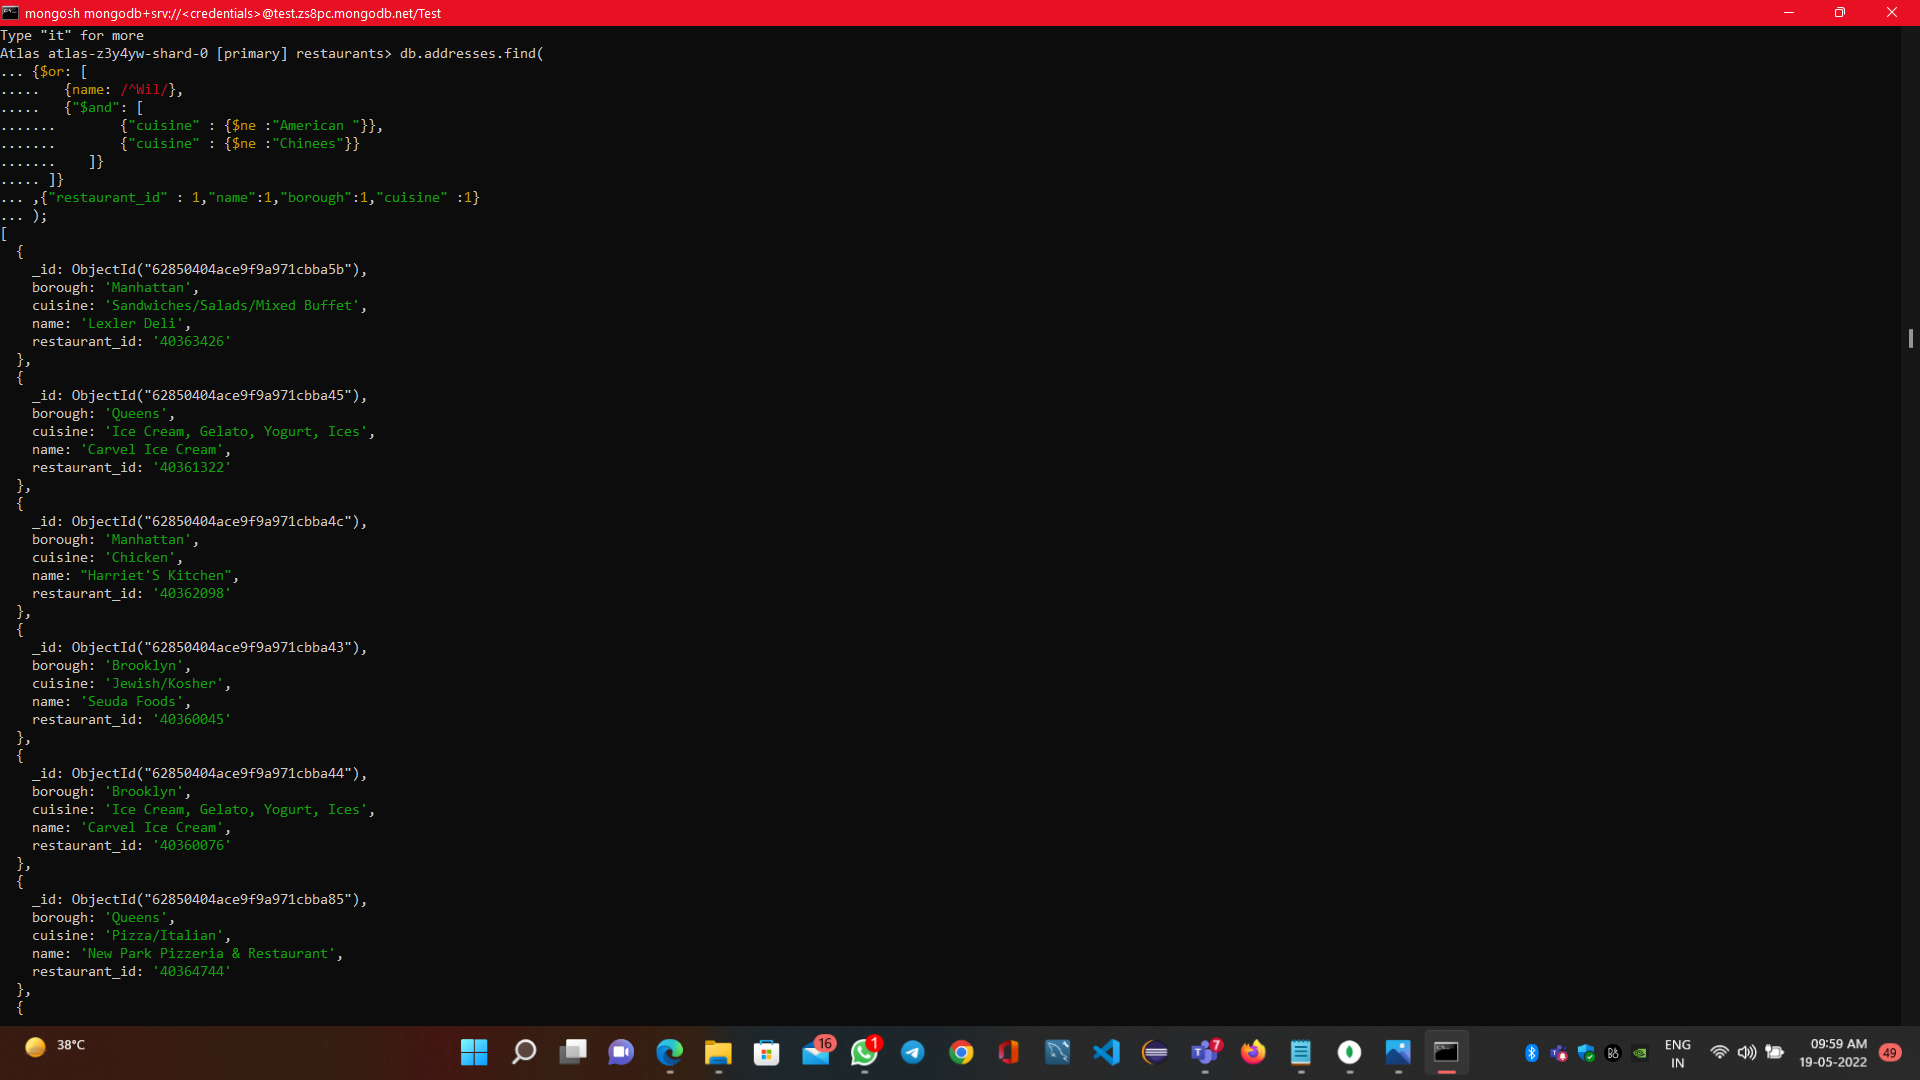 mongosh mongodb+srv://<credentials>@test.zs8pc.mongodb.net/Test
Type "it" for more
Atlas atlas-z3y4yw-shard-0 [primary] restaurants> db.addresses.find(
... {$or: [
.....   {name: /^Wil/},
.....   {"$and": [
.......        {"cuisine" : {$ne :"American "}},
.......        {"cuisine" : {$ne :"Chinees"}}
.......    ]}
..... ]}
... ,{"restaurant_id" : 1,"name":1,"borough":1,"cuisine" :1}
... );
[
  {
    _id: ObjectId("62850404ace9f9a971cbba5b"),
    borough: 'Manhattan',
    cuisine: 'Sandwiches/Salads/Mixed Buffet',
    name: 'Lexler Deli',
    restaurant_id: '40363426'
  },
  {
    _id: ObjectId("62850404ace9f9a971cbba45"),
    borough: 'Queens',
    cuisine: 'Ice Cream, Gelato, Yogurt, Ices',
    name: 'Carvel Ice Cream',
    restaurant_id: '40361322'
  },
  {
    _id: ObjectId("62850404ace9f9a971cbba4c"),
    borough: 'Manhattan',
    cuisine: 'Chicken',
    name: "Harriet'S Kitchen",
    restaurant_id: '40362098'
  },
  {
    _id: ObjectId("62850404ace9f9a971cbba43"),
    borough: 'Brooklyn',
    cuisine: 'Jewish/Kosher',
    name: 'Seuda Foods',
    restaurant_id: '40360045'
  },
  {
    _id: ObjectId("62850404ace9f9a971cbba44"),
    borough: 'Brooklyn',
    cuisine: 'Ice Cream, Gelato, Yogurt, Ices',
    name: 'Carvel Ice Cream',
    restaurant_id: '40360076'
  },
  {
    _id: ObjectId("62850404ace9f9a971cbba85"),
    borough: 'Queens',
    cuisine: 'Pizza/Italian',
    name: 'New Park Pizzeria & Restaurant',
    restaurant_id: '40364744'
  },
  {
38°C
16
1
7
ENG
IN
09:59 AM
19-05-2022
49